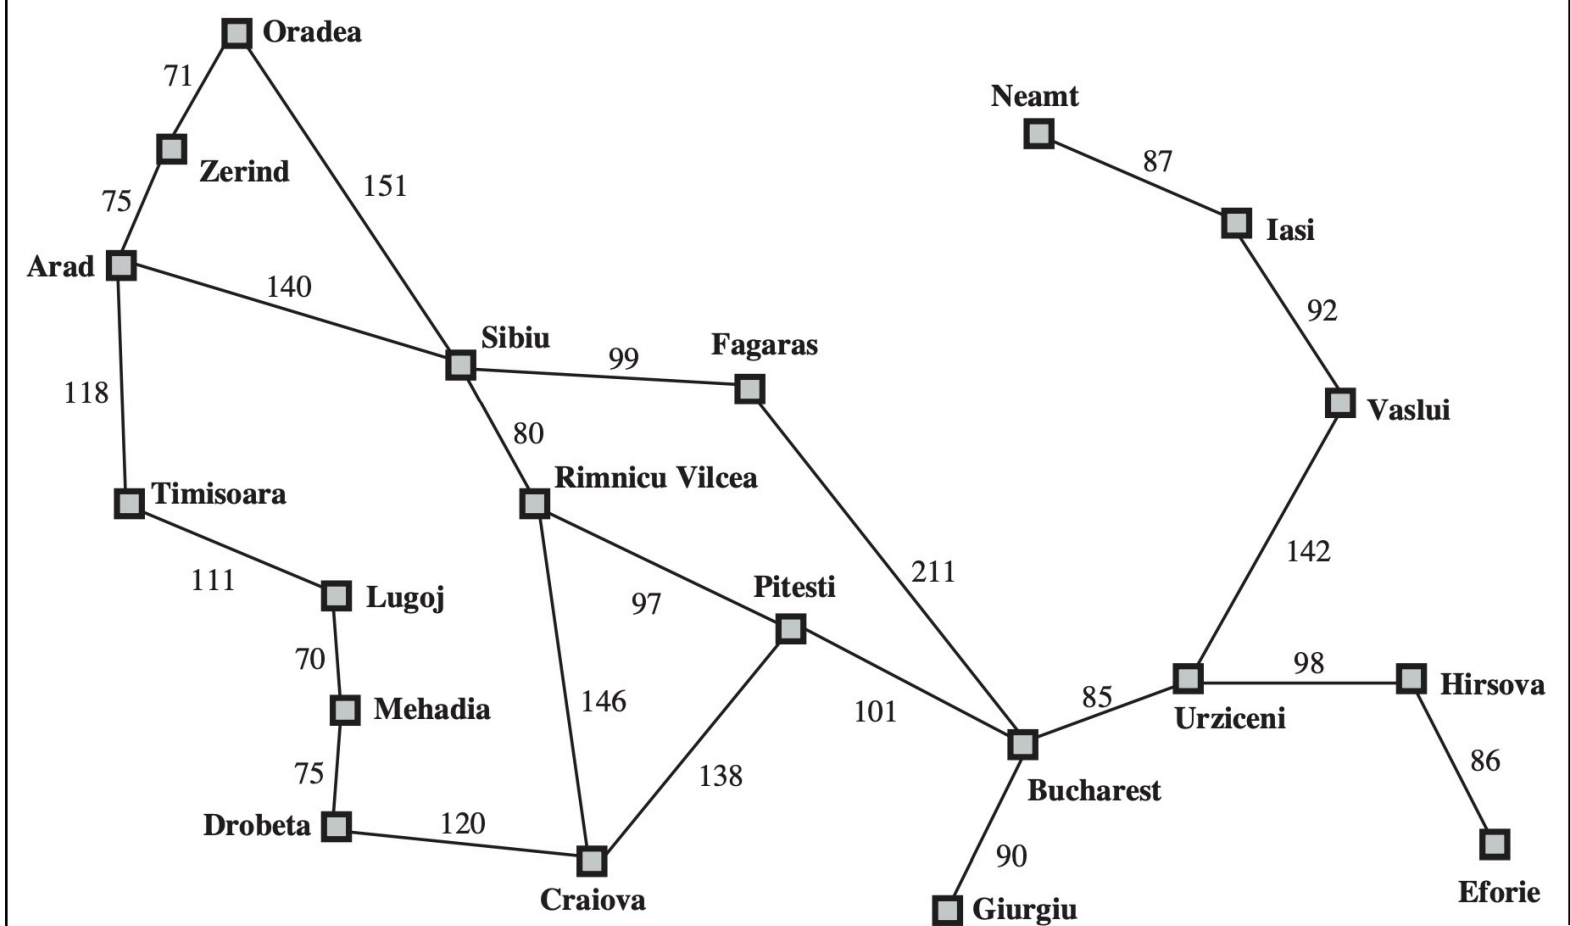 Oradea
71
Neamt
87
Zerind
151
75
Iasi
Arad
140
92
Sibiu
Fagaras
99
118
Vaslui
80
Rimnicu Vilcea
Timisoara
142
211
111
Lugoj
97
Pitesti
70
98
Hirsova
85
Mehadia
146
101
Urziceni
75
138
86
Bucharest
Drobeta
120
90
Craiova
Giurgiu
Eforie